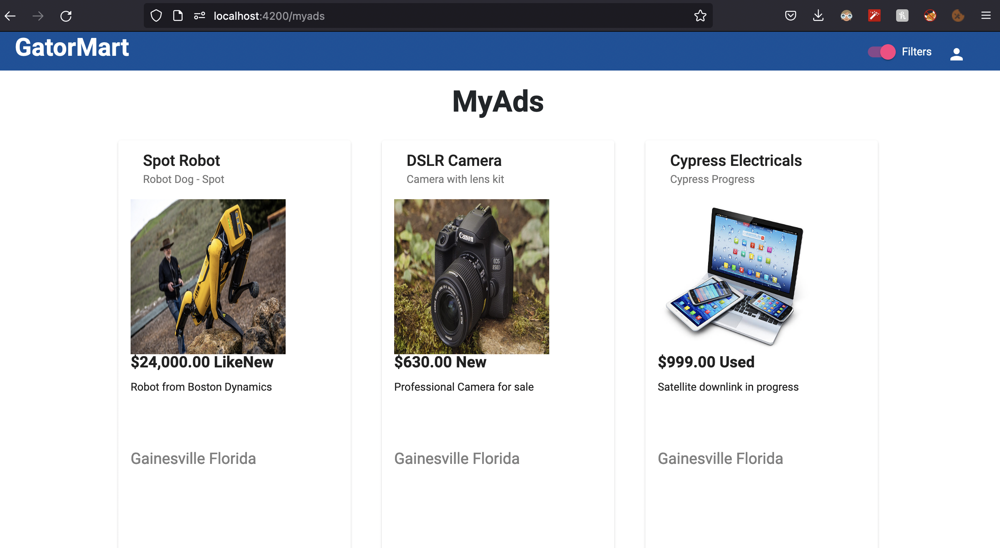 localhost:4200/myads
GatorMart
Filters
MyAds
Spot Robot
Robot Dog - Spot
$24,000.00 LikeNew
Robot from Boston Dynamics
Gainesville Florida
DSLR Camera
Camera with lens kit
Canon
EOS
850D
$630.00 New
Professional Camera for sale
Gainesville Florida
Cypress Electricals
Cypress Progress
$999.00 Used
Satellite downlink in progress
Gainesville Florida